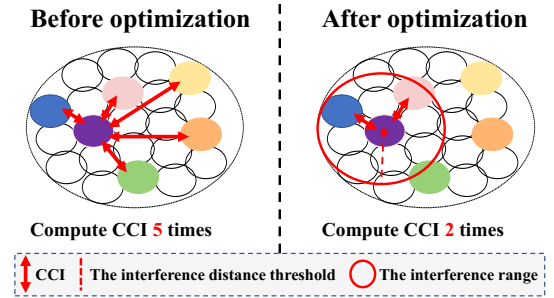 Before optimization
After optimization
Compute CCI 5 times
Compute CCI 2 times
CCI
The interference distance threshold
The interference range